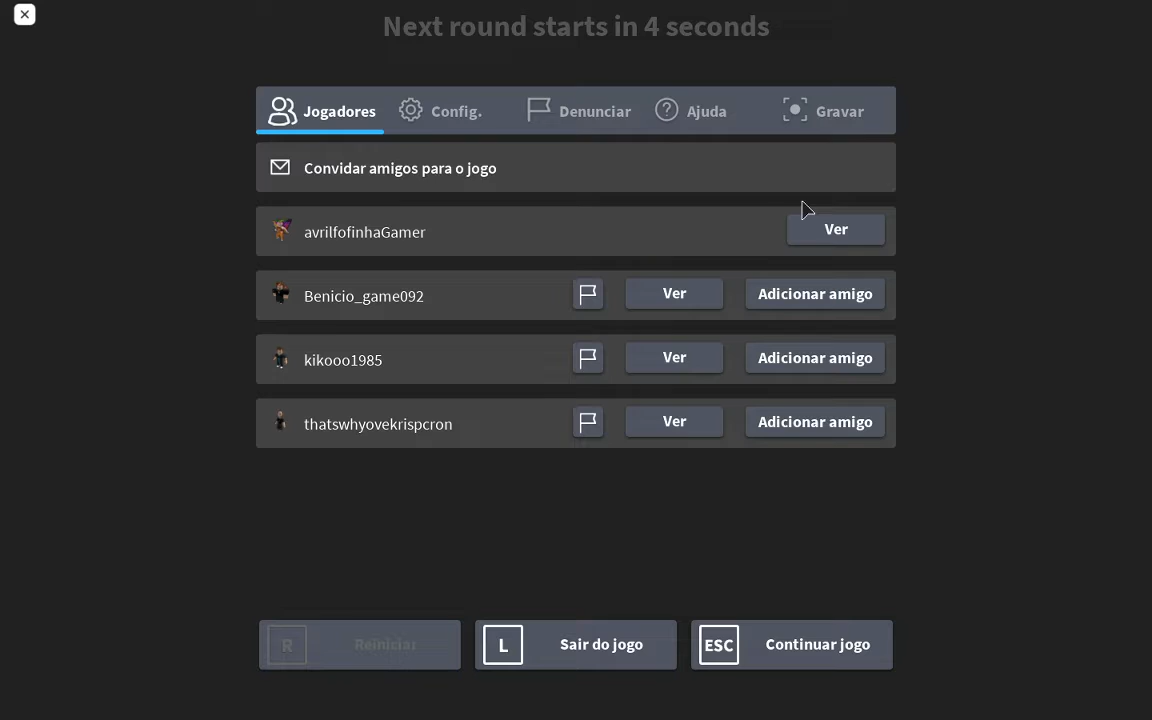 Next round starts in 4 seconds
Jogadores Config. Denunciar Ajuda Gravar
Convidar amigos para o jogo
avrilfofinhaGamer Ver
Benicio_game092 Ver Adicionar amigo
kikooo1985 Ver Adicionar amigo
thatswhyovekrispcron Ver Adicionar amigo
R Reiniciar L Sair do jogo ESC Continuar jogo